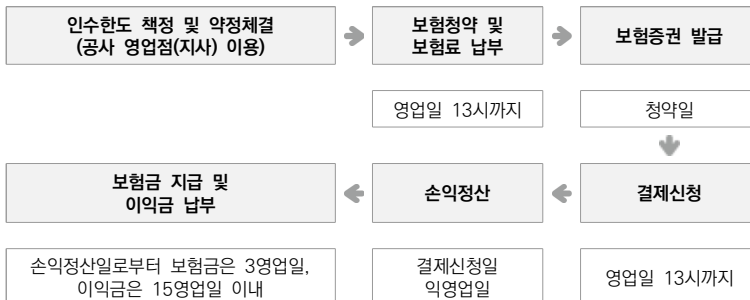 인수한도 책정 및 약정체결
(공사 영업점(지사) 이용)
보험청약 및
보험료 납부
보험증권 발급
영업일 13시까지
청약일
보험금 지급 및
이익금 납부
손익정산
결제신청
손익정산일로부터 보험금은 3영업일,
이익금은 15영업일 이내
결제신청일
익영업일
영업일 13시까지